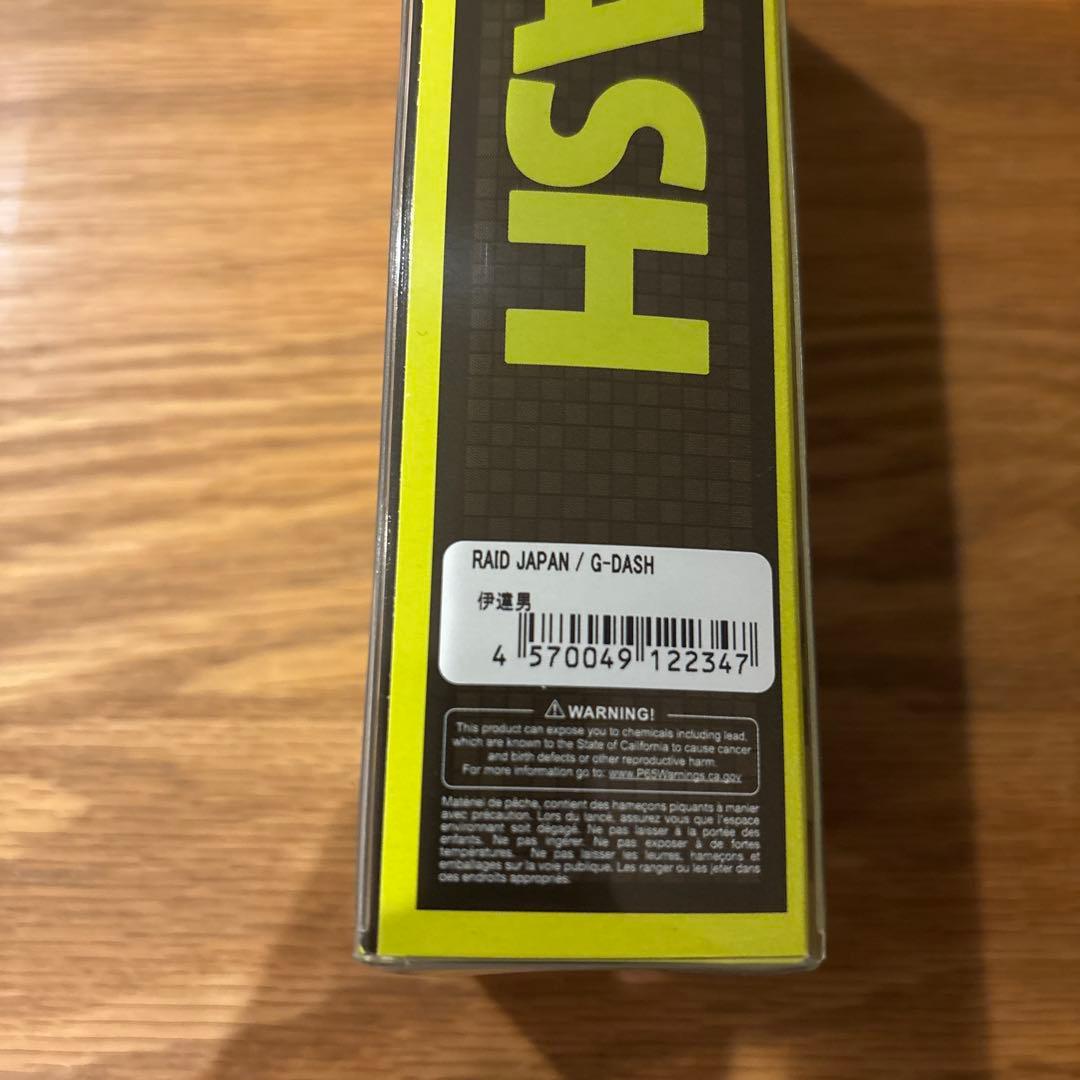 ASH
RAID JAPAN / G-DASH
伊達男
4 570049 122347
⚠ WARNING!
This product can expose you to chemicals including lead,
which are known to the State of California to cause cancer
and birth defects or other reproductive harm.
For more information go to: www.P65Warnings.ca.gov
Matériel de pêche, contient des hameçons piquants à manier
avec précaution. Lors du lancé, assurez vous que l'espace
environnant soit dégagé. Ne pas laisser à la portée des
enfants. Ne pas ingérer. Ne pas exposer à de fortes
températures. Ne pas laisser les leurres, hameçons et
emballages sur la voie publique. Les ranger ou les jeter dans
des endroits appropriés.